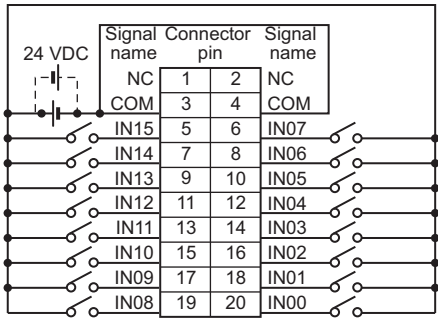 Signal Connector Signal
24 VDC name pin name
NC 1 2 NC
COM 3 4 COM
IN15 5 6 IN07
IN14 7 8 IN06
IN13 9 10 IN05
IN12 11 12 IN04
IN11 13 14 IN03
IN10 15 16 IN02
IN09 17 18 IN01
IN08 19 20 IN00